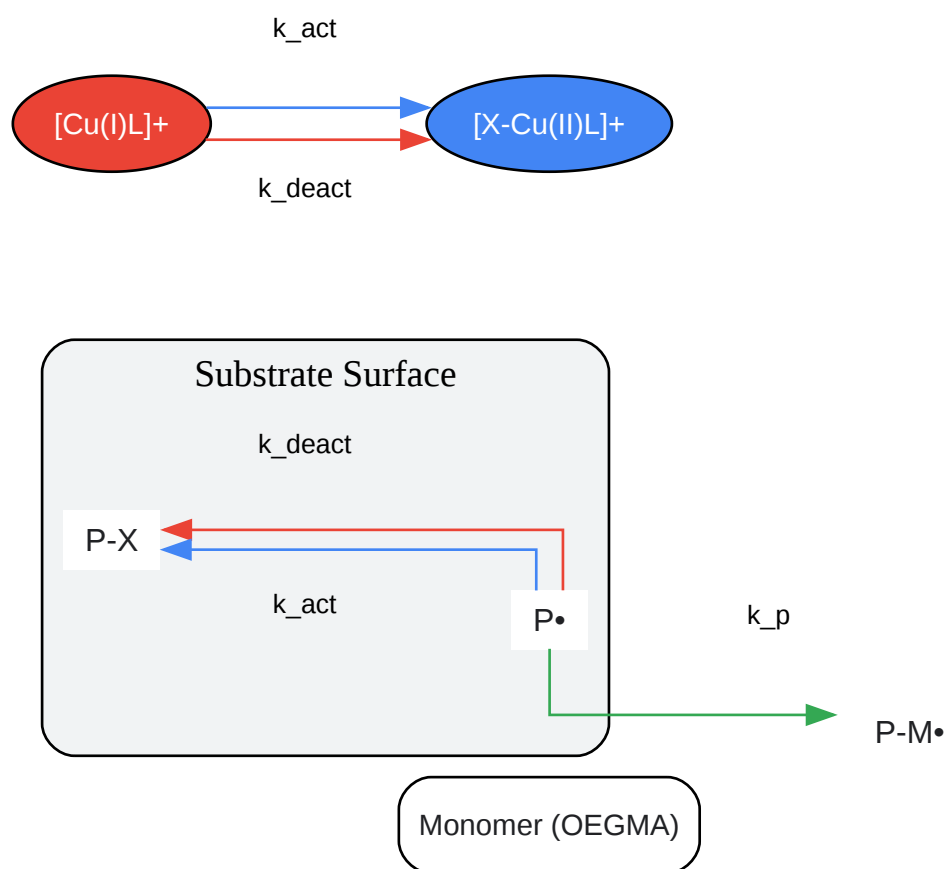 k_act
[Cu(I)L]+
[X-Cu(II)L]+
k_deact
Substrate Surface
k_deact
P-X
k_act
P•
k_p
P-M•
Monomer (OEGMA)